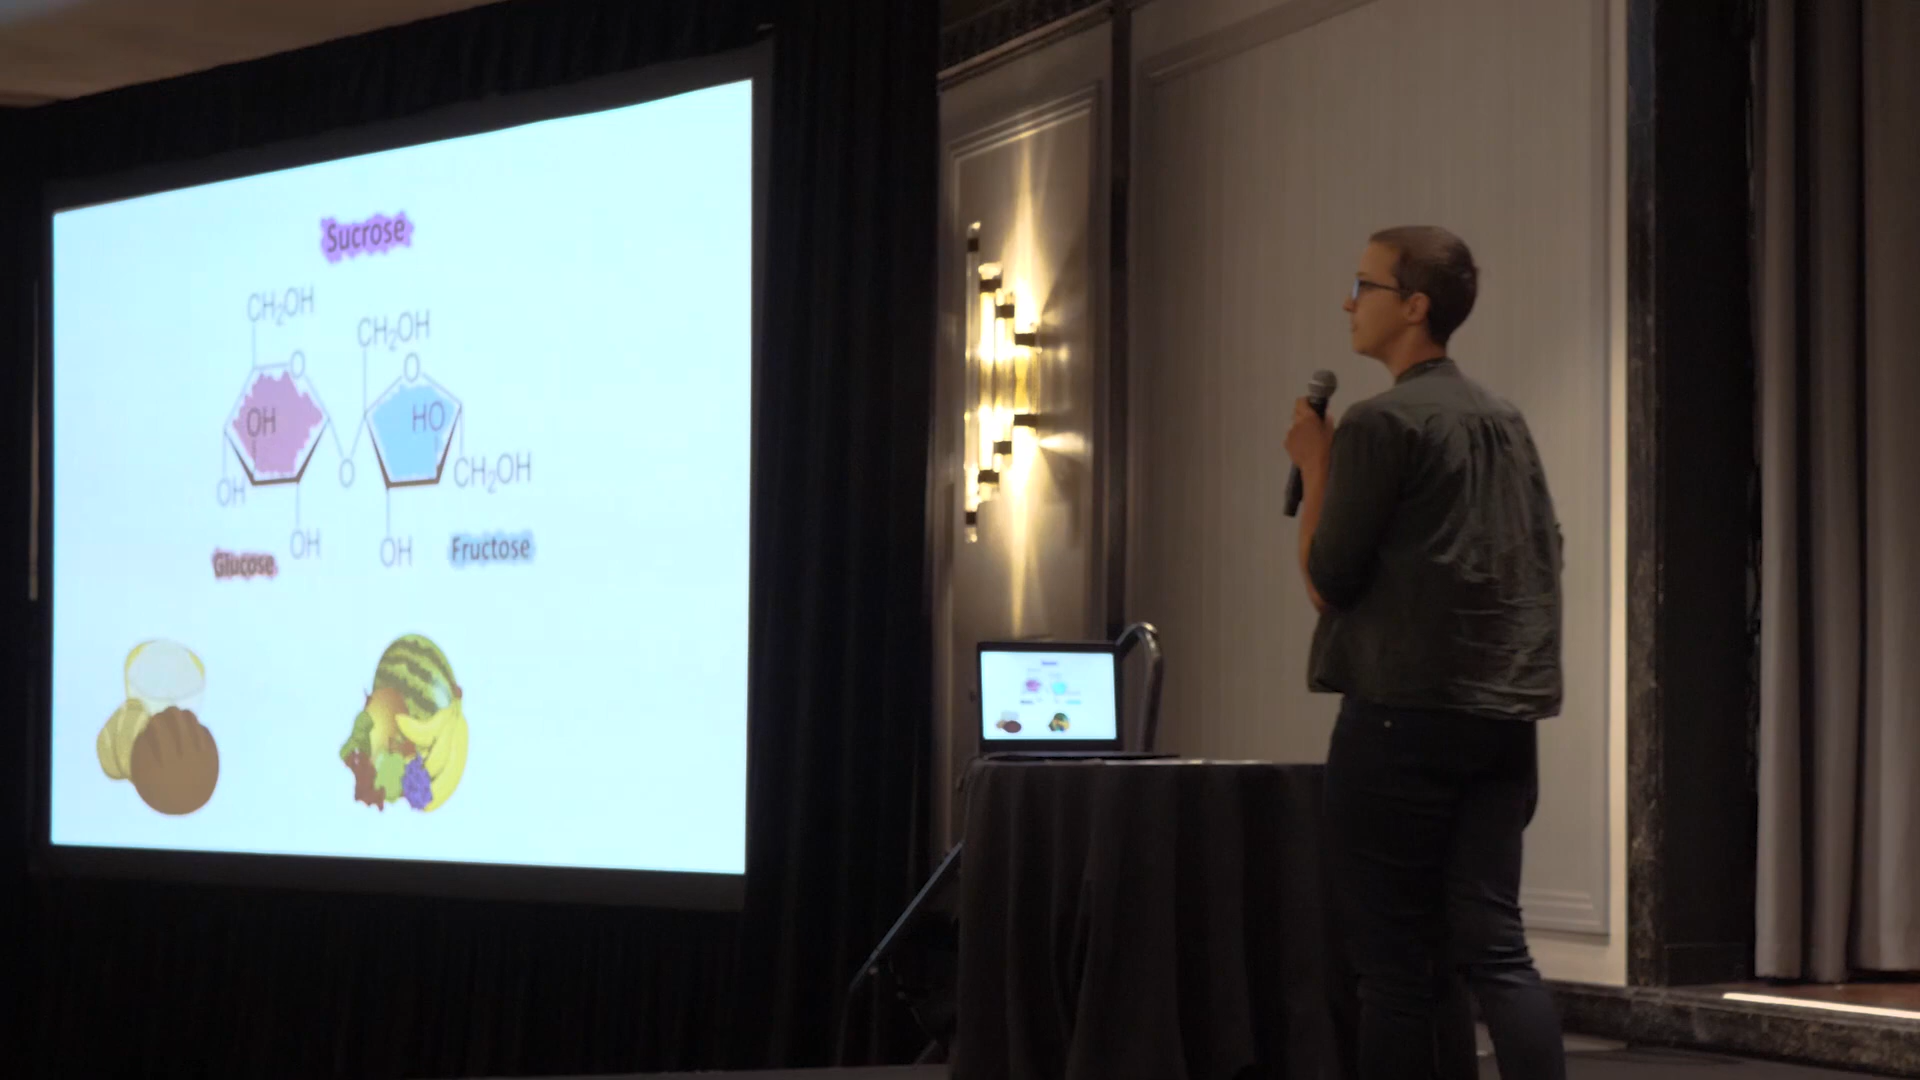 Sucrose
CH₂OH
CH₂OH
O
O
OH
HO
O
CH₂OH
OH
OH
OH
Glucose
Fructose